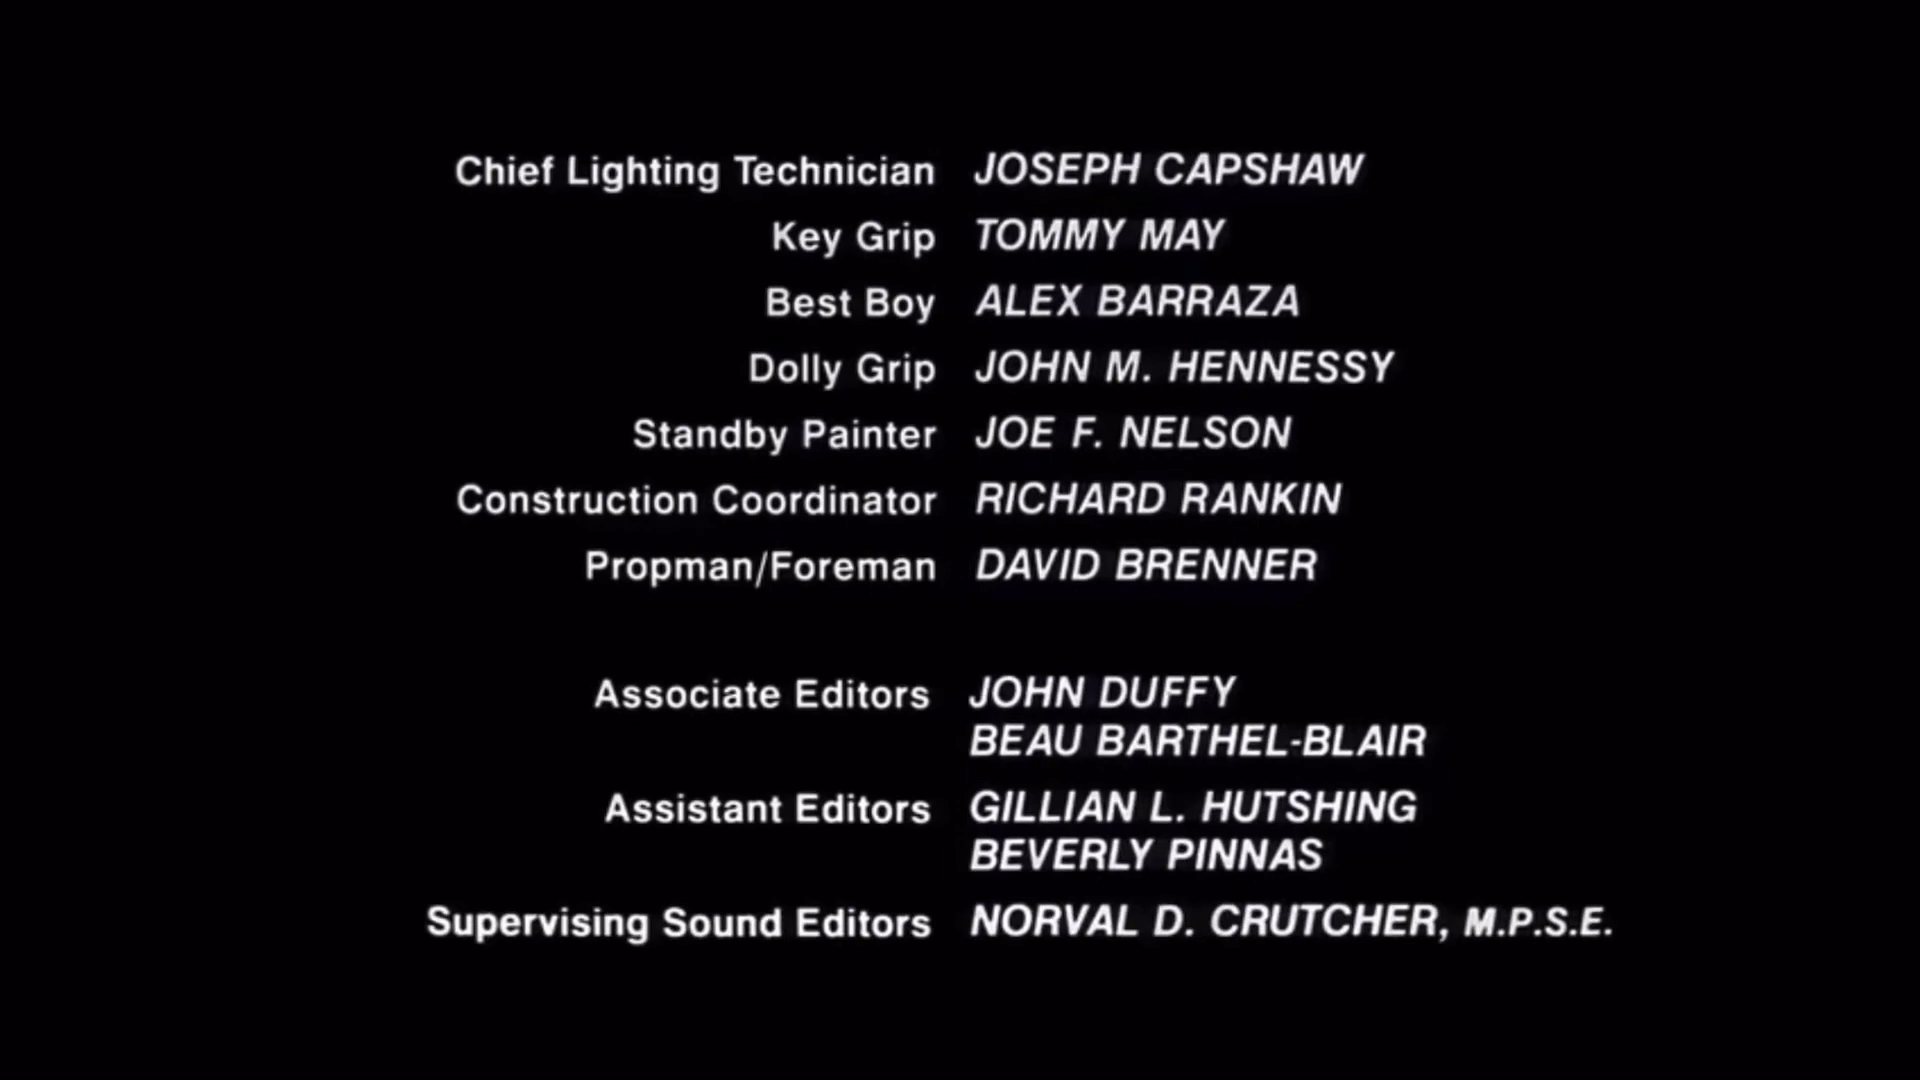 Chief Lighting Technician JOSEPH CAPSHAW
Key Grip TOMMY MAY
Best Boy ALEX BARRAZA
Dolly Grip JOHN M. HENNESSY
Standby Painter JOE F. NELSON
Construction Coordinator RICHARD RANKIN
Propman/Foreman DAVID BRENNER
Associate Editors JOHN DUFFY
BEAU BARTHEL-BLAIR
Assistant Editors GILLIAN L. HUTSHING
BEVERLY PINNAS
Supervising Sound Editors NORVAL D. CRUTCHER, M.P.S.E.